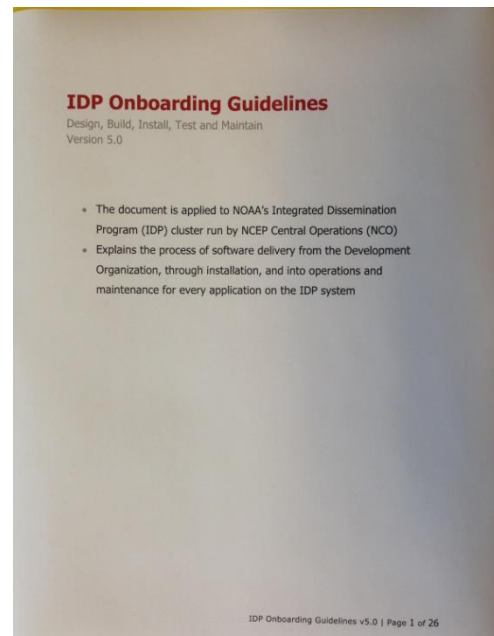 IDP Onboarding Guidelines
Design, Build, Install, Test and Maintain
Version 5.0
• The document is applied to NOAA's Integrated Dissemination
Program (IDP) cluster run by NCEP Central Operations (NCO)
• Explains the process of software delivery from the Development
Organization, through installation, and into operations and
maintenance for every application on the IDP system
IDP Onboarding Guidelines v5.0 | Page 1 of 26